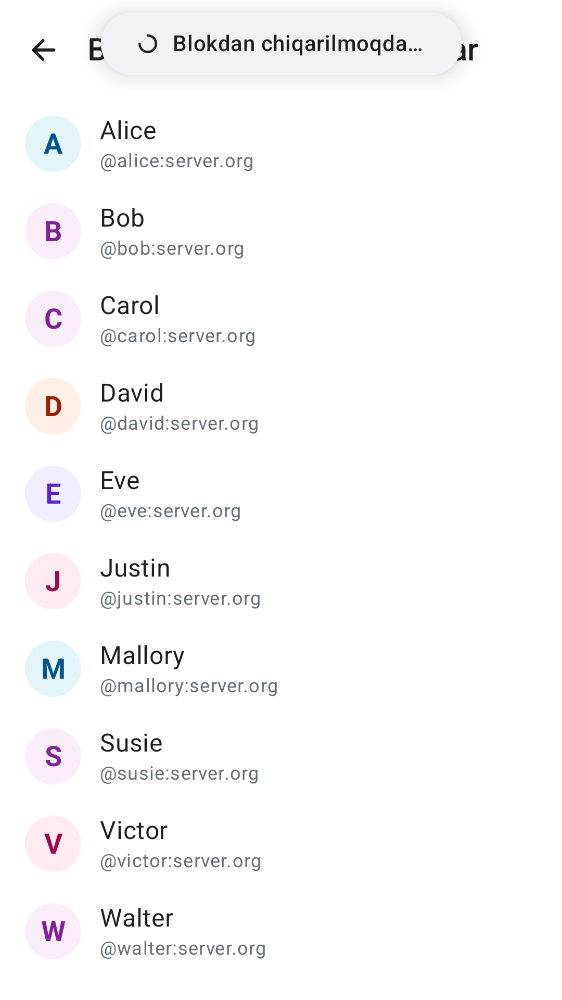 Blokdan chiqarilmoqda…
A
Alice
@alice:server.org
B
Bob
@bob:server.org
C
Carol
@carol:server.org
D
David
@david:server.org
E
Eve
@eve:server.org
J
Justin
@justin:server.org
M
Mallory
@mallory:server.org
S
Susie
@susie:server.org
V
Victor
@victor:server.org
W
Walter
@walter:server.org